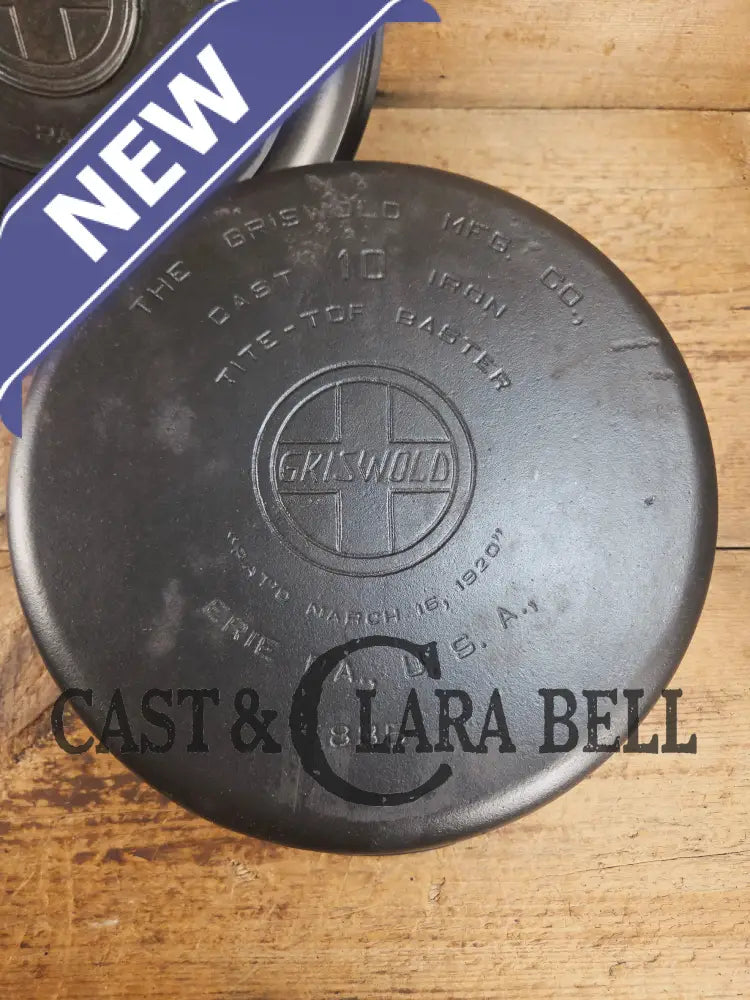 NEW
PA
THE GRISWOLD MFG. CO.,
CAST 10 IRON
TITE-TOP BASTER
GRISWOLD
"PAT'D MARCH 16, 1920"
ERIE PA., U.S.A.,
CAST & CLARA BELL